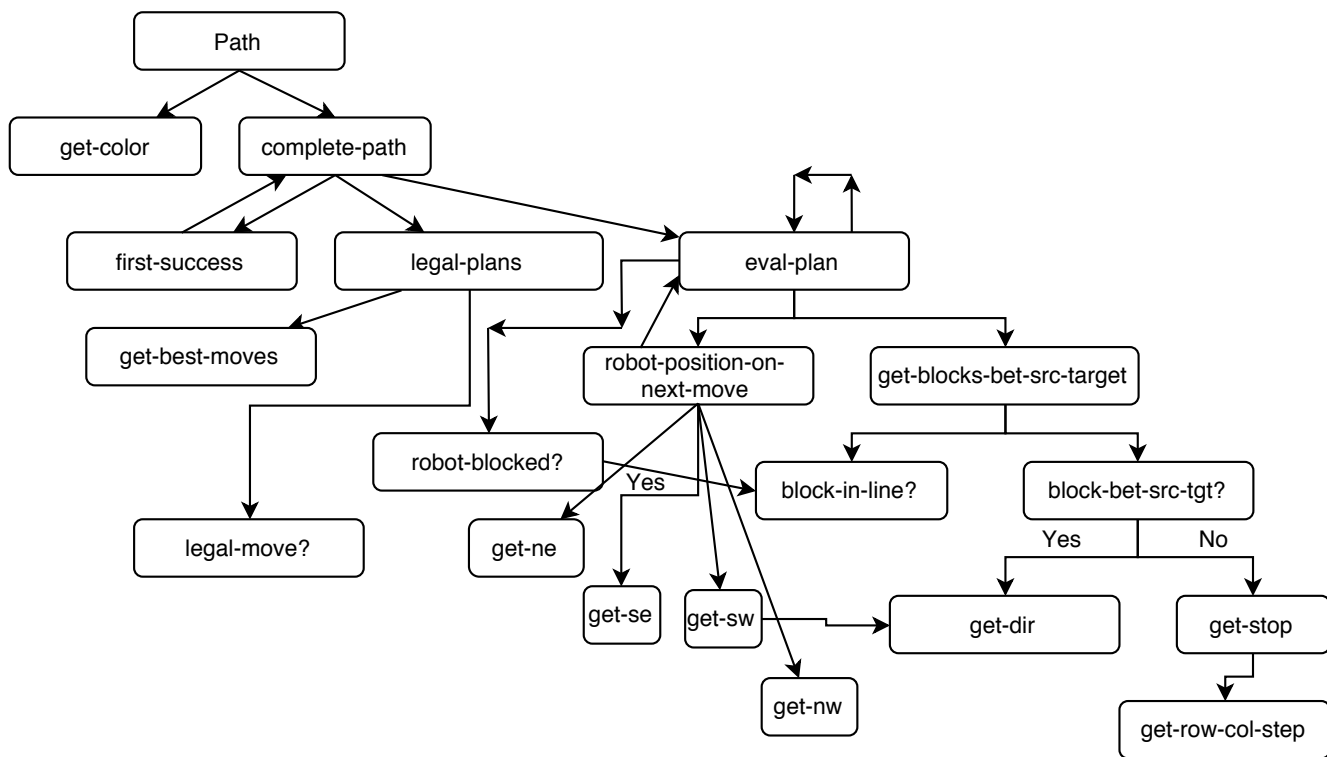 Path
get-color
complete-path
first-success
legal-plans
eval-plan
get-best-moves
robot-position-on-
next-move
get-blocks-bet-src-target
robot-blocked?
Yes
block-in-line?
block-bet-src-tgt?
legal-move?
get-ne
Yes
No
get-se
get-sw
get-dir
get-stop
get-nw
get-row-col-step